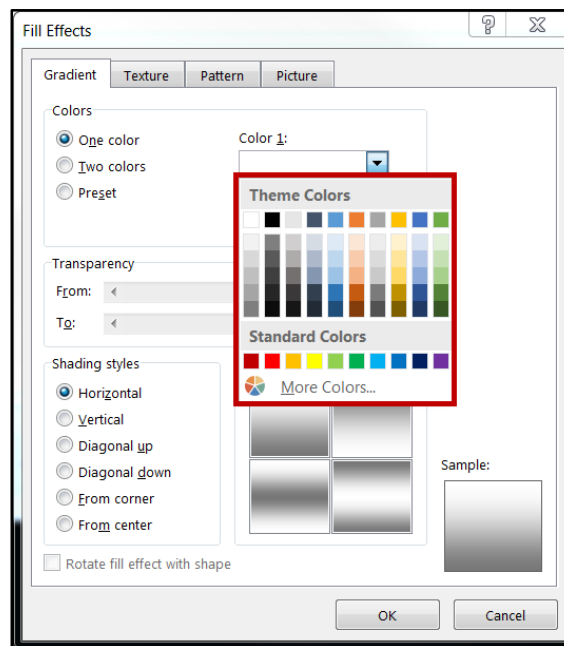 Fill Effects
Gradient Texture Pattern Picture
Colors
One color
Two colors
Preset
Color 1:
Theme Colors
Standard Colors
More Colors...
Transparency
From:
To:
Shading styles
Horizontal
Vertical
Diagonal up
Diagonal down
From corner
From center
Sample:
Rotate fill effect with shape
OK Cancel